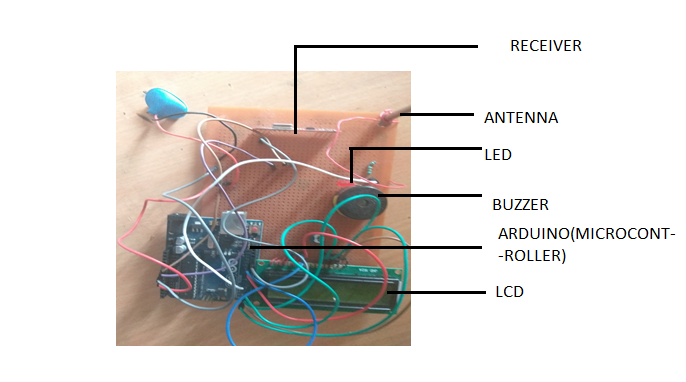 RECEIVER
ANTENNA
LED
BUZZER
ARDUINO(MICROCONT-
--ROLLER)
LCD